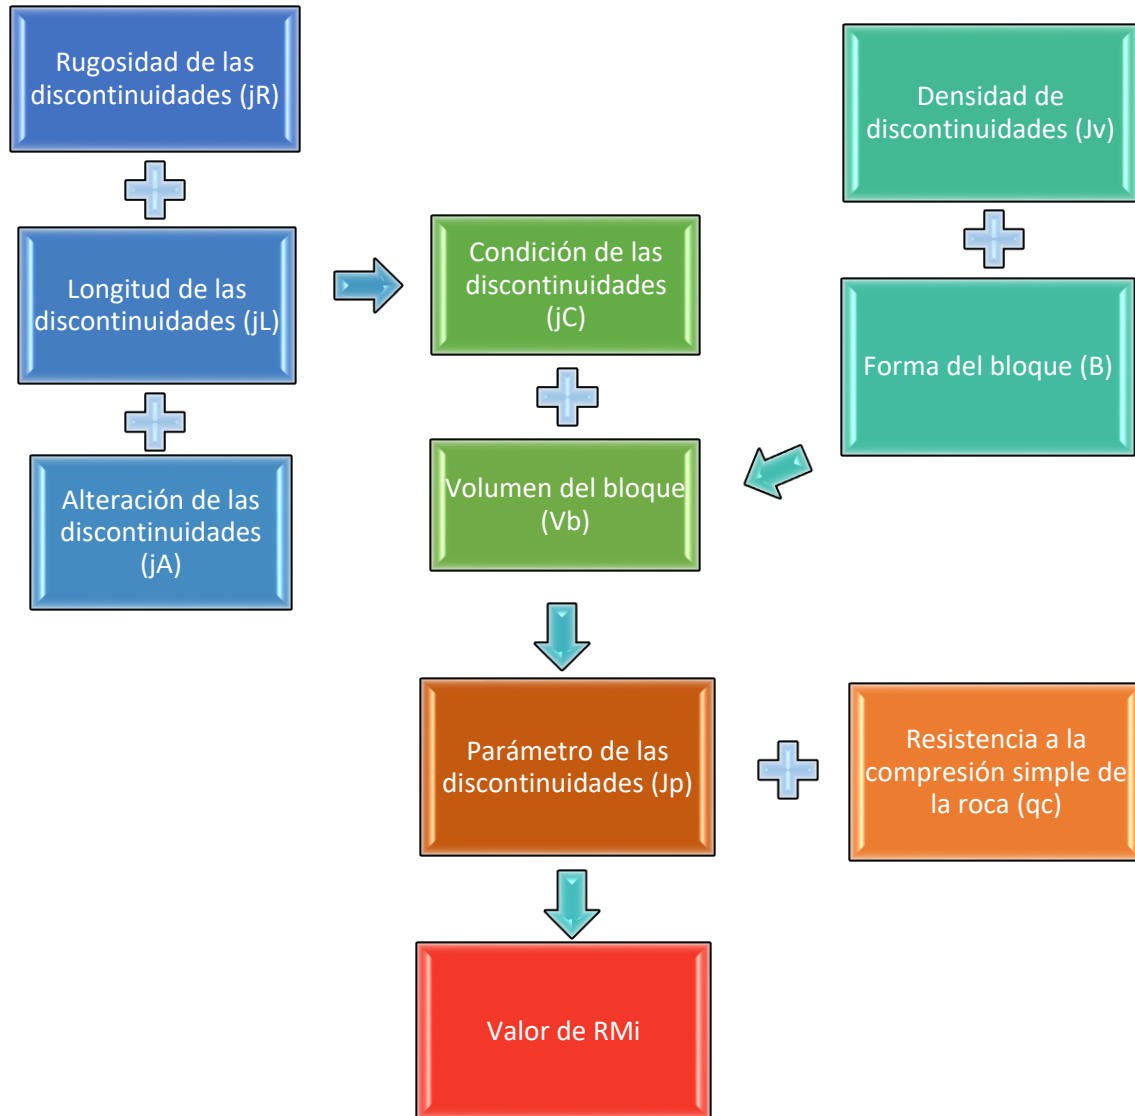 Rugosidad de las
discontinuidades (jR)
Longitud de las
discontinuidades (jL)
Alteración de las
discontinuidades
(jA)
Condición de las
discontinuidades
(jC)
Volumen del bloque
(Vb)
Densidad de
discontinuidades (Jv)
Forma del bloque (B)
Parámetro de las
discontinuidades (Jp)
Resistencia a la
compresión simple de
la roca (qc)
Valor de RMi